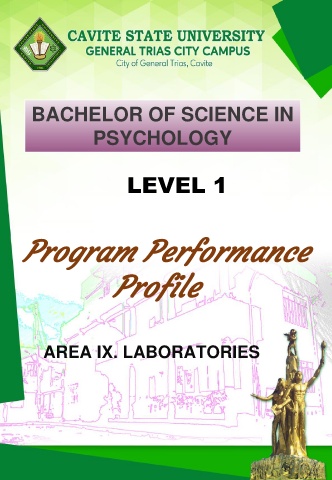 CAVITE STATE UNIVERSITY
GENERAL TRIAS CITY CAMPUS
City of General Trias, Cavite
BACHELOR OF SCIENCE IN
PSYCHOLOGY
LEVEL 1
Program Performance
Profile
AREA IX. LABORATORIES